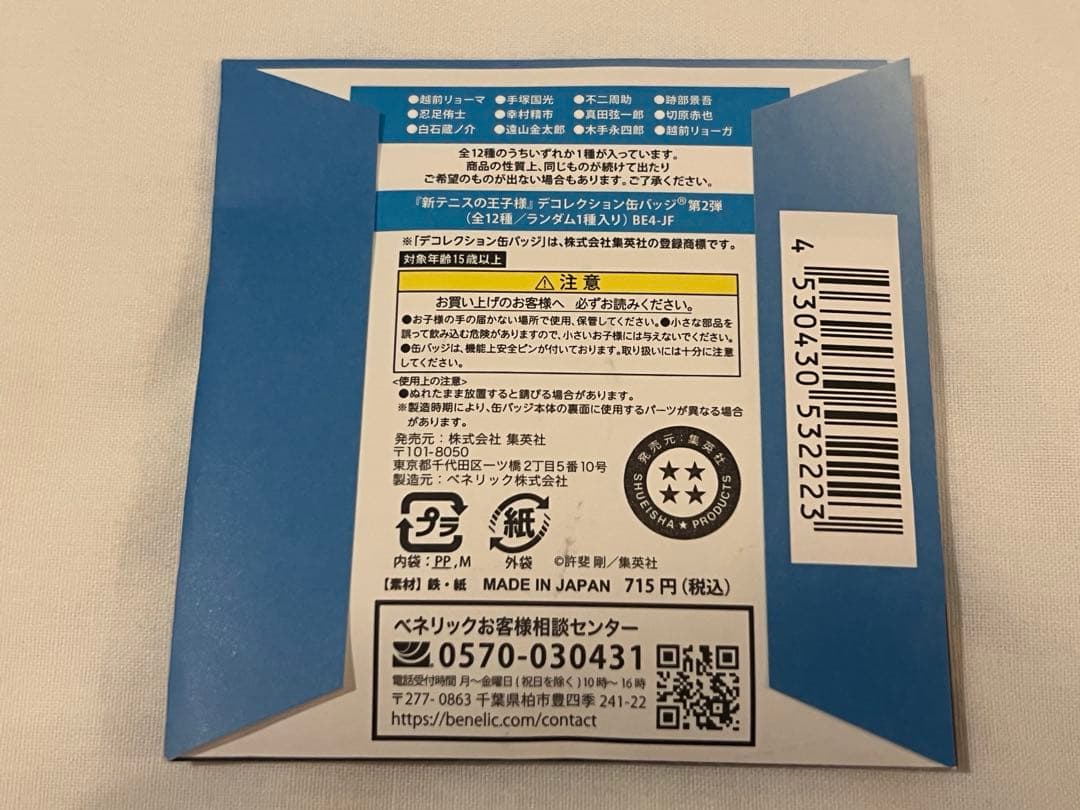 ●越前リョーマ ●手塚国光 ●不二周助 ●跡部景吾
●忍足侑士 ●幸村精市 ●真田弦一郎 ●切原赤也
●白石蔵ノ介 ●遠山金太郎 ●木手永四郎 ●越前リョーガ
全12種のうちいずれか1種が入っています。
商品の性質上、同じものが続けて出たり
ご希望のものが出ない場合もあります。ご了承ください。
『新テニスの王子様』デコレクション缶バッジ®第2弾
(全12種/ランダム1種入り) BE4-JF
※「デコレクション缶バッジ」は、株式会社集英社の登録商標です。
対象年齢15歳以上
⚠注意
お買い上げのお客様へ 必ずお読みください。
●お子様の手の届かない場所で使用、保管してください。●小さな部品を
誤って飲み込む危険がありますので、小さいお子様には与えないでください。
●缶バッジは、機能上安全ピンが付いております。取り扱いには十分に注意
してください。
<使用上の注意>
●ぬれたまま放置すると錆びる場合があります。
※製造時期により、缶バッジ本体の裏面に使用するパーツが異なる場合
があります。
発売元:株式会社 集英社
〒101-8050
東京都千代田区一ツ橋2丁目5番10号
製造元:ベネリック株式会社
発売元:集英社
SHUEISHA★PRODUCTS
プラ
紙
内袋:PP,M 外袋 ©許斐 剛/集英社
【素材】鉄・紙 MADE IN JAPAN 715円(税込)
ベネリックお客様相談センター
0570-030431
電話受付時間 月〜金曜日(祝日を除く)10時〜16時
〒277-0863 千葉県柏市豊四季 241-22
https://benelic.com/contact
4 530430 532223